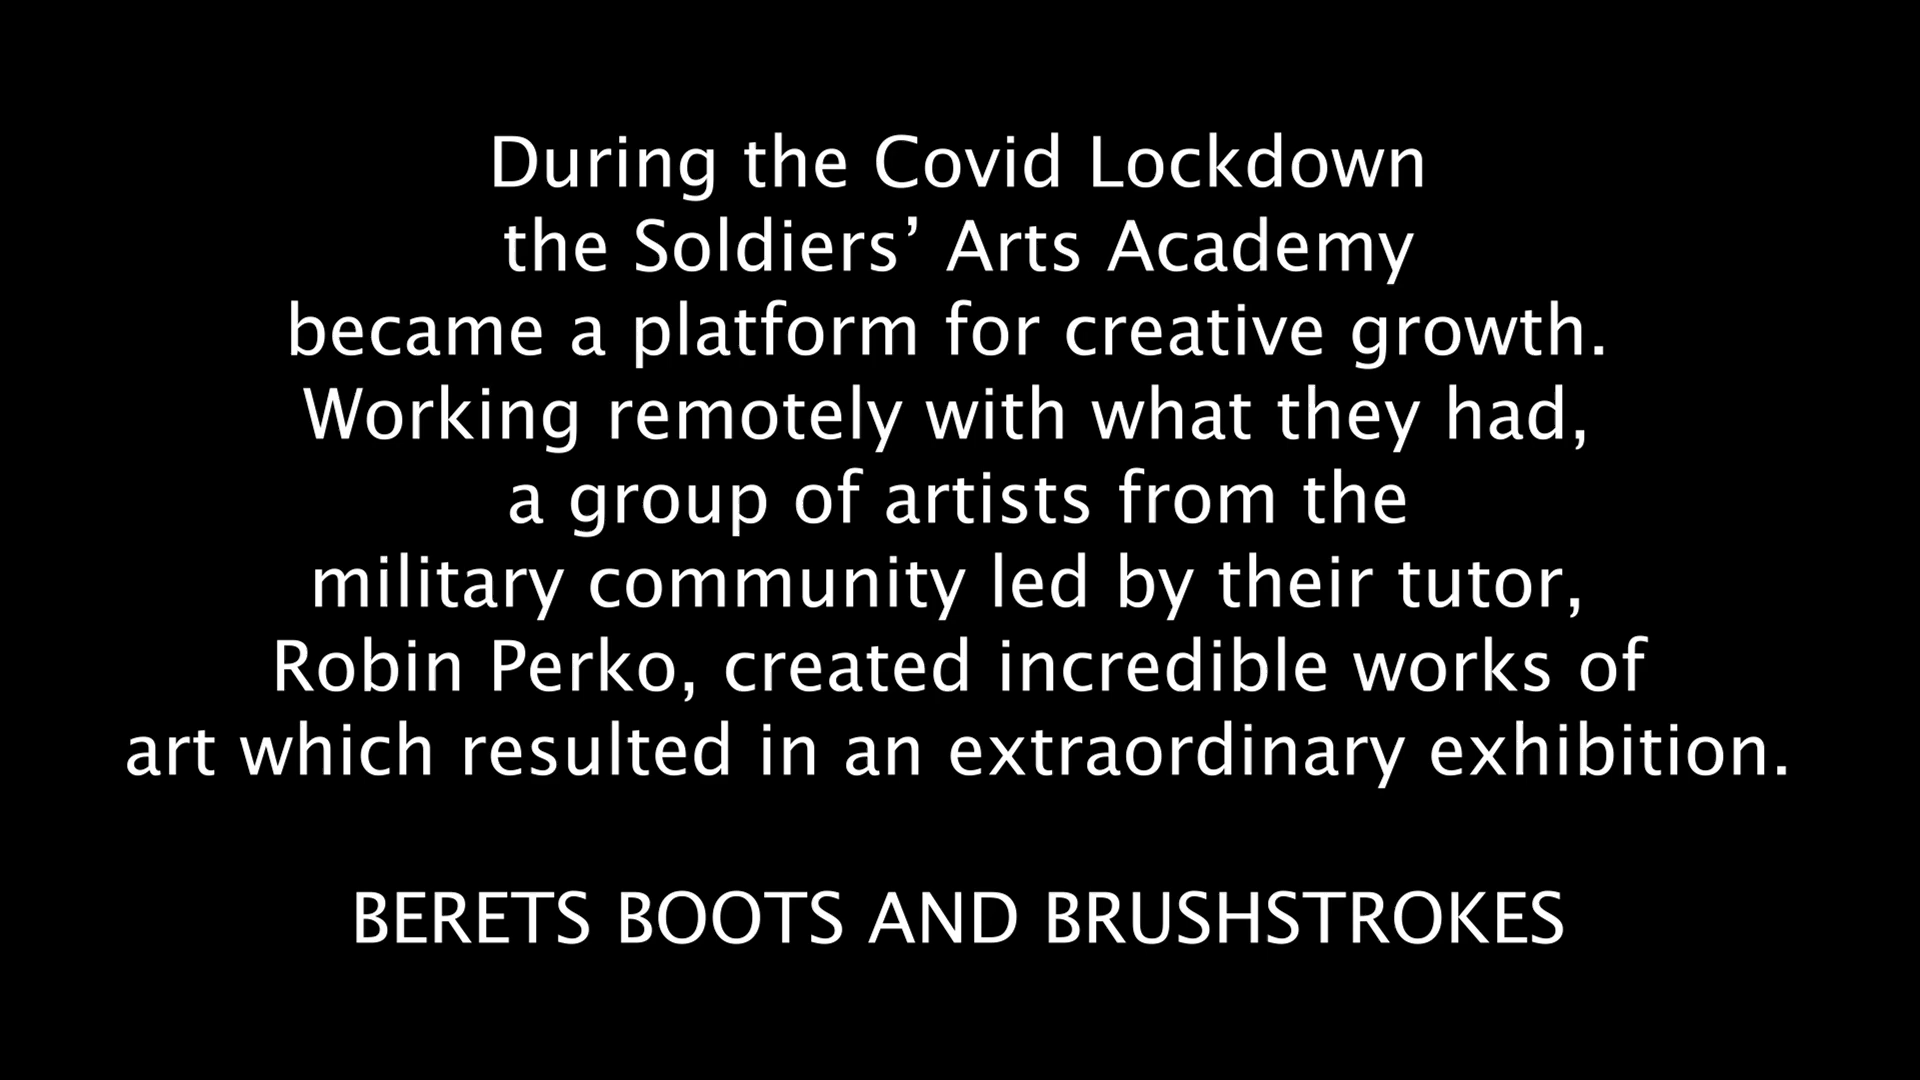 During the Covid Lockdown
the Soldiers’ Arts Academy
became a platform for creative growth.
Working remotely with what they had,
a group of artists from the
military community led by their tutor,
Robin Perko, created incredible works of
art which resulted in an extraordinary exhibition.
BERETS BOOTS AND BRUSHSTROKES